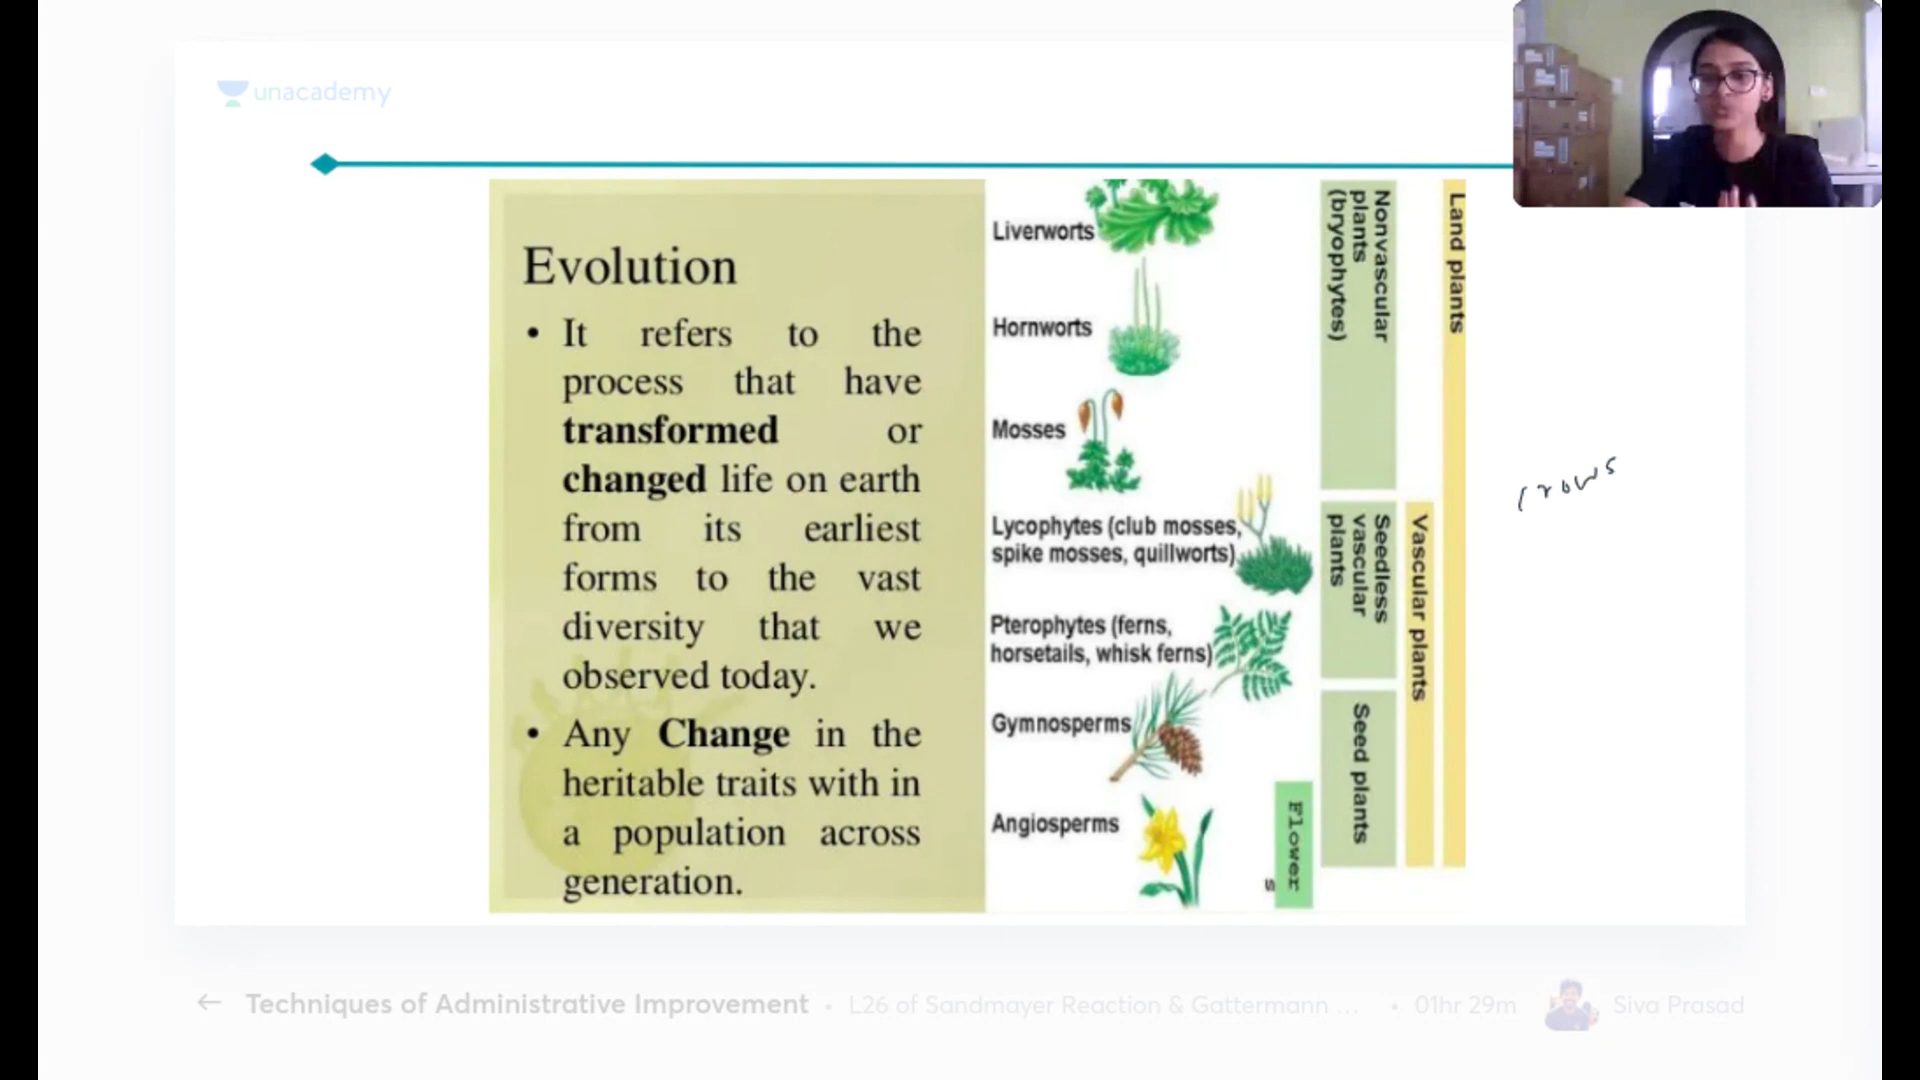 unacademy
Evolution
• It refers to the
process that have
transformed or
changed life on earth
from its earliest
forms to the vast
diversity that we
observed today.
• Any Change in the
heritable traits with in
a population across
generation.
Liverworts
Hornworts
Mosses
Lycophytes (club mosses,
spike mosses, quillworts)
Pterophytes (ferns,
horsetails, whisk ferns)
Gymnosperms
Angiosperms
Flower
s
Nonvascular
plants
(bryophytes)
Seedless
vascular
plants
Seed plants
Vascular plants
Land plants
← Techniques of Administrative Improvement • L26 of Sandmayer Reaction & Gattermann ... • 01hr 29m Siva Prasad